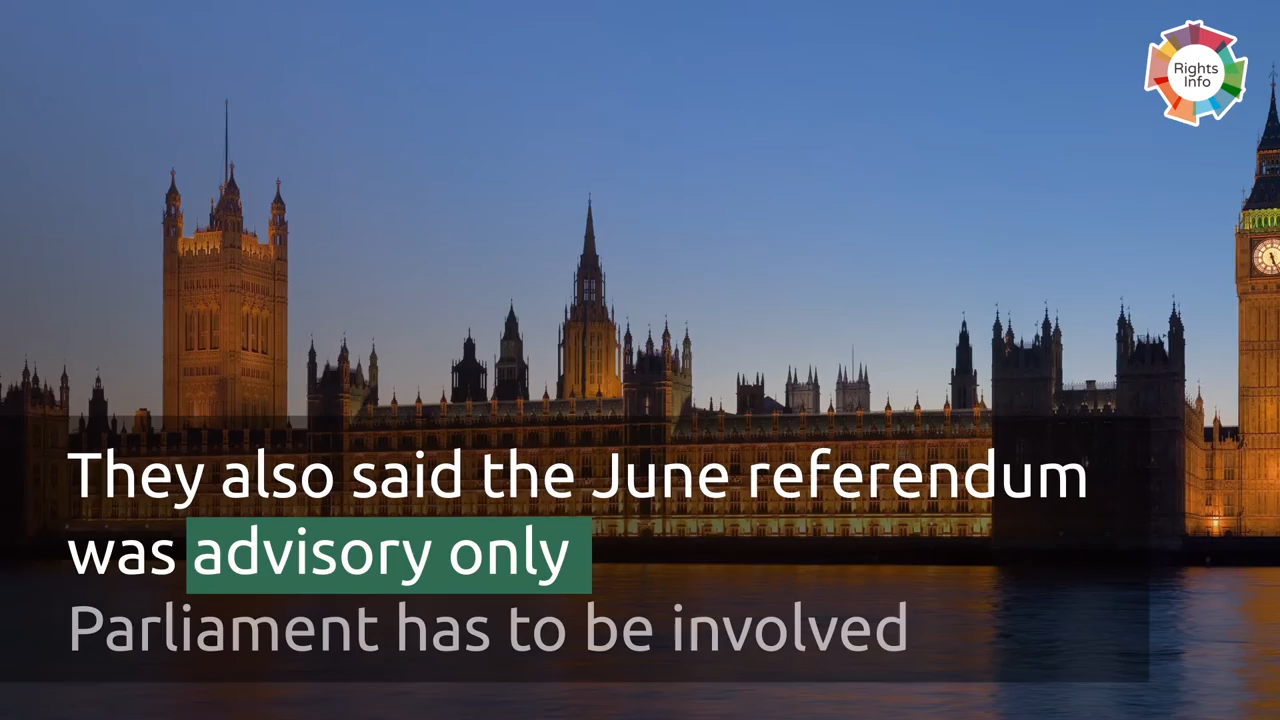 Rights
Info
They also said the June referendum
was advisory only
Parliament has to be involved